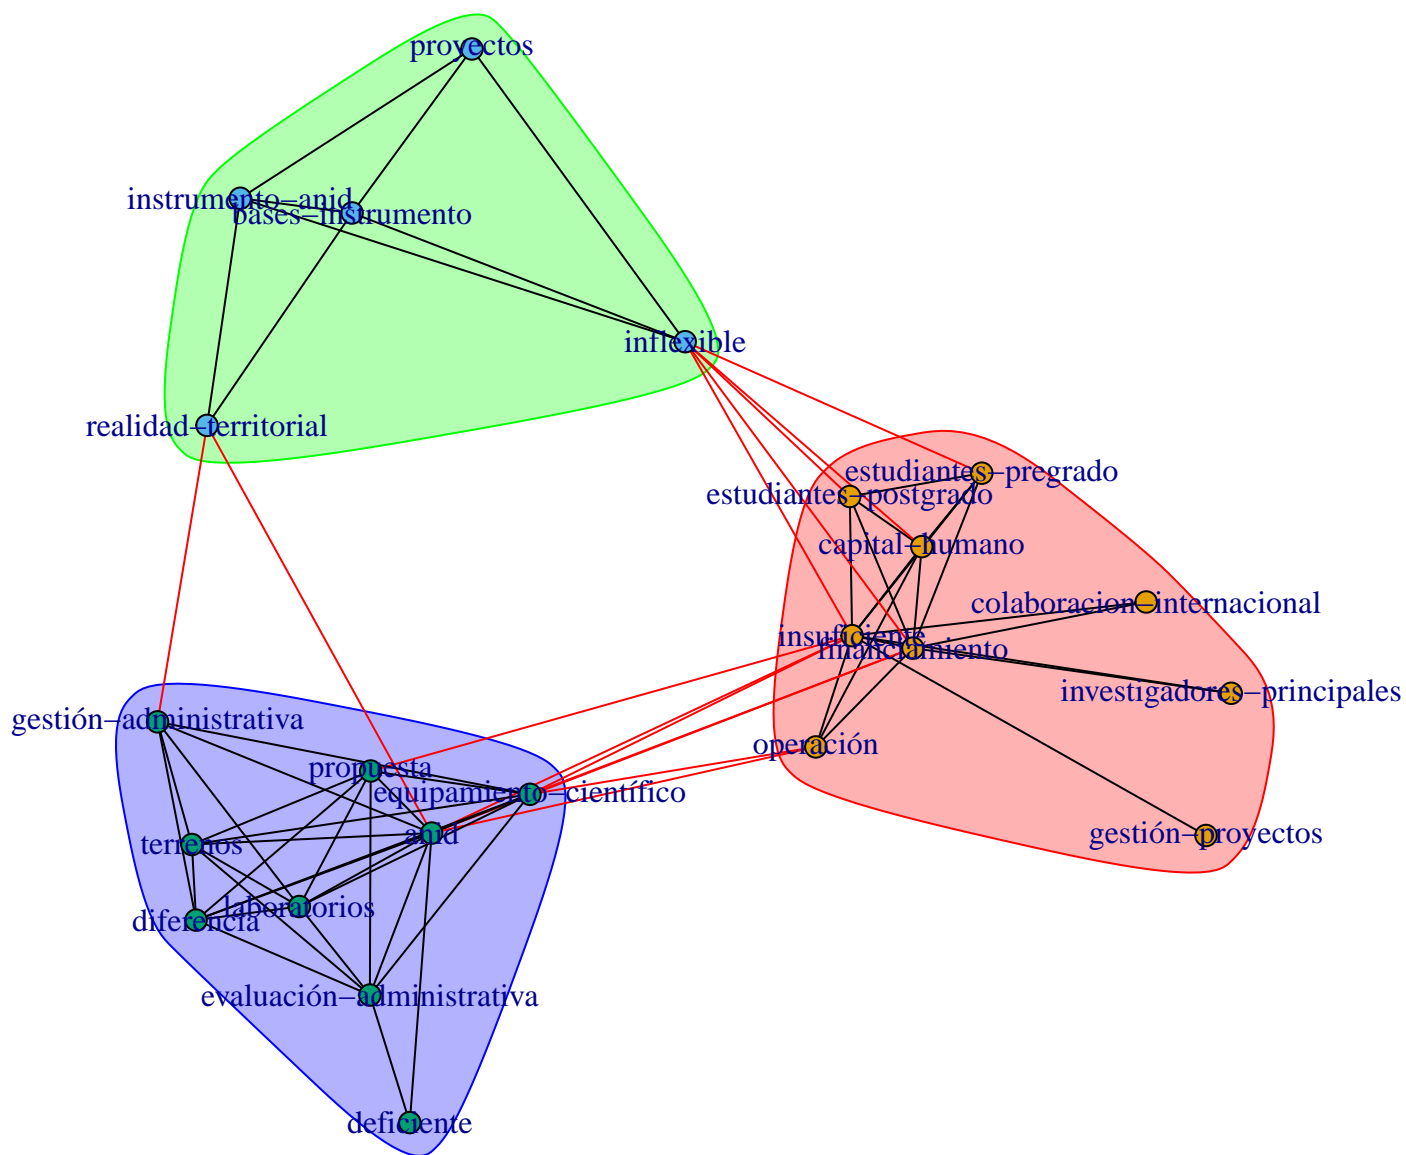 proyectos
instrumento−anid
bases−instrumento
inflexible
realidad−territorial
estudiantes−pregrado
estudiantes−postgrado
capital−humano
colaboracion−internacional
insuficiente
financiamiento
investigadores−principales
gestión−administrativa
operación
propuesta
equipamiento−científico
anid
gestión−proyectos
terrenos
laboratorios
diferencia
evaluación−administrativa
deficiente